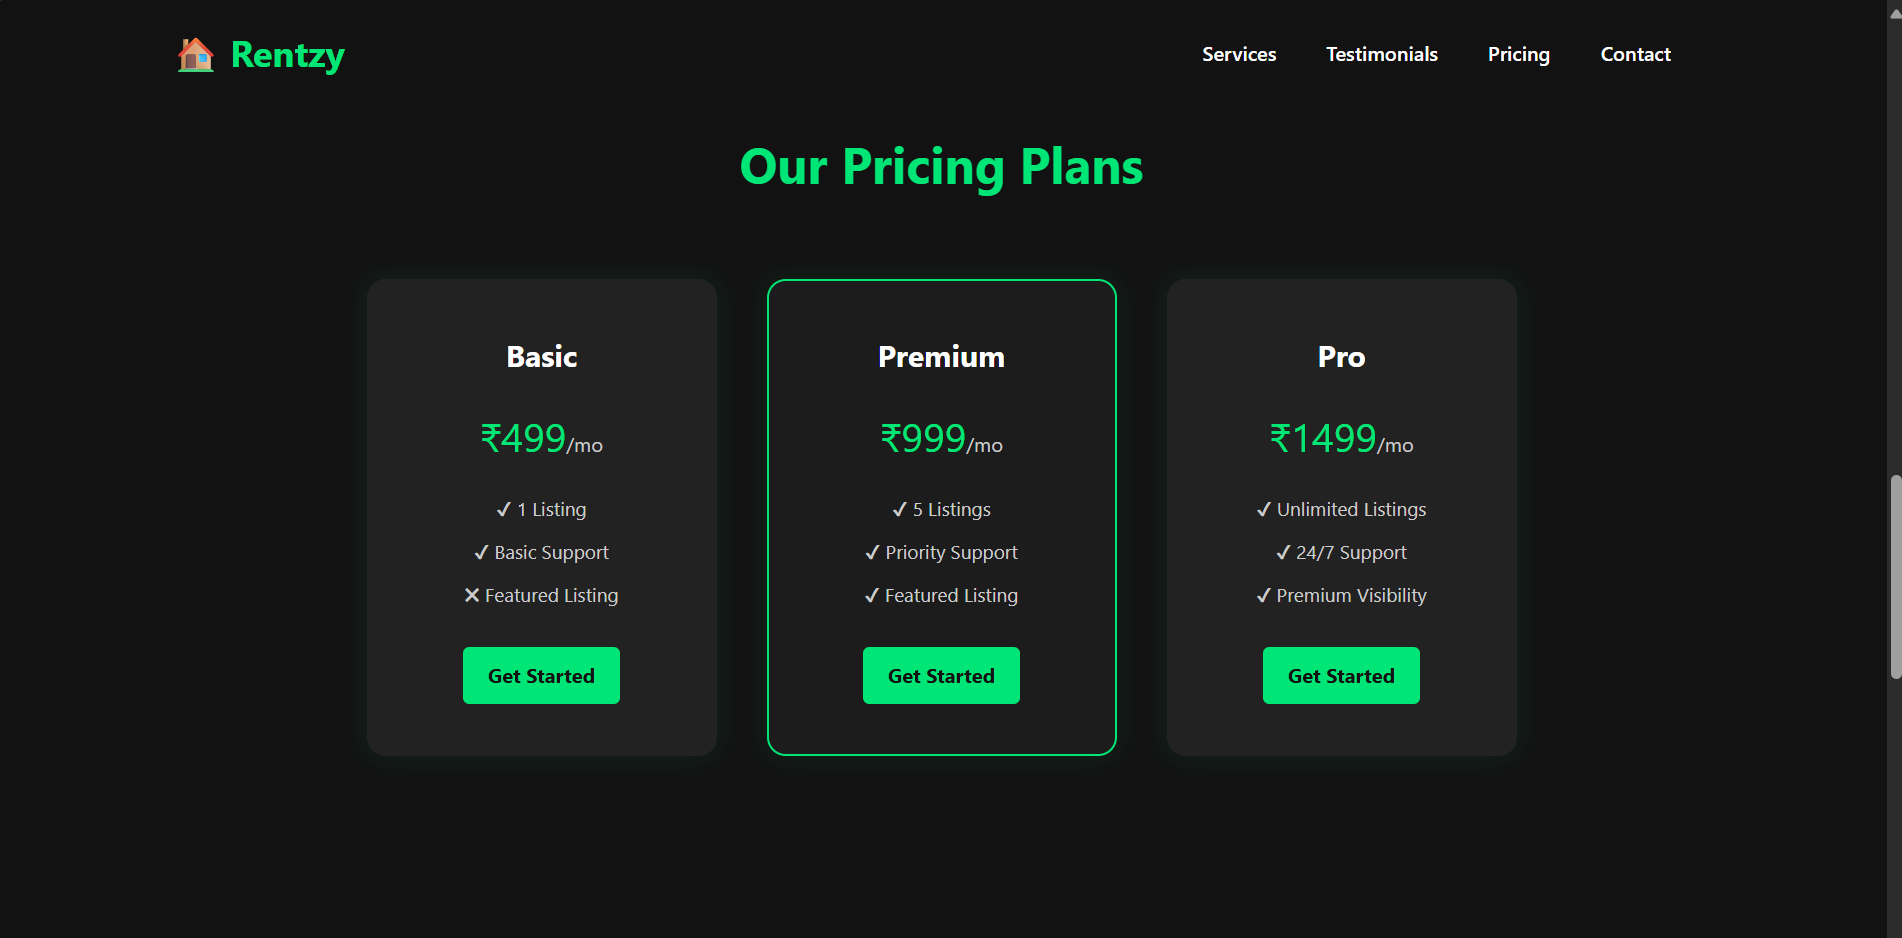 🏠 Rentzy
Services Testimonials Pricing Contact
Our Pricing Plans
Basic
₹499/mo
✓ 1 Listing
✓ Basic Support
✕ Featured Listing
Get Started
Premium
₹999/mo
✓ 5 Listings
✓ Priority Support
✓ Featured Listing
Get Started
Pro
₹1499/mo
✓ Unlimited Listings
✓ 24/7 Support
✓ Premium Visibility
Get Started